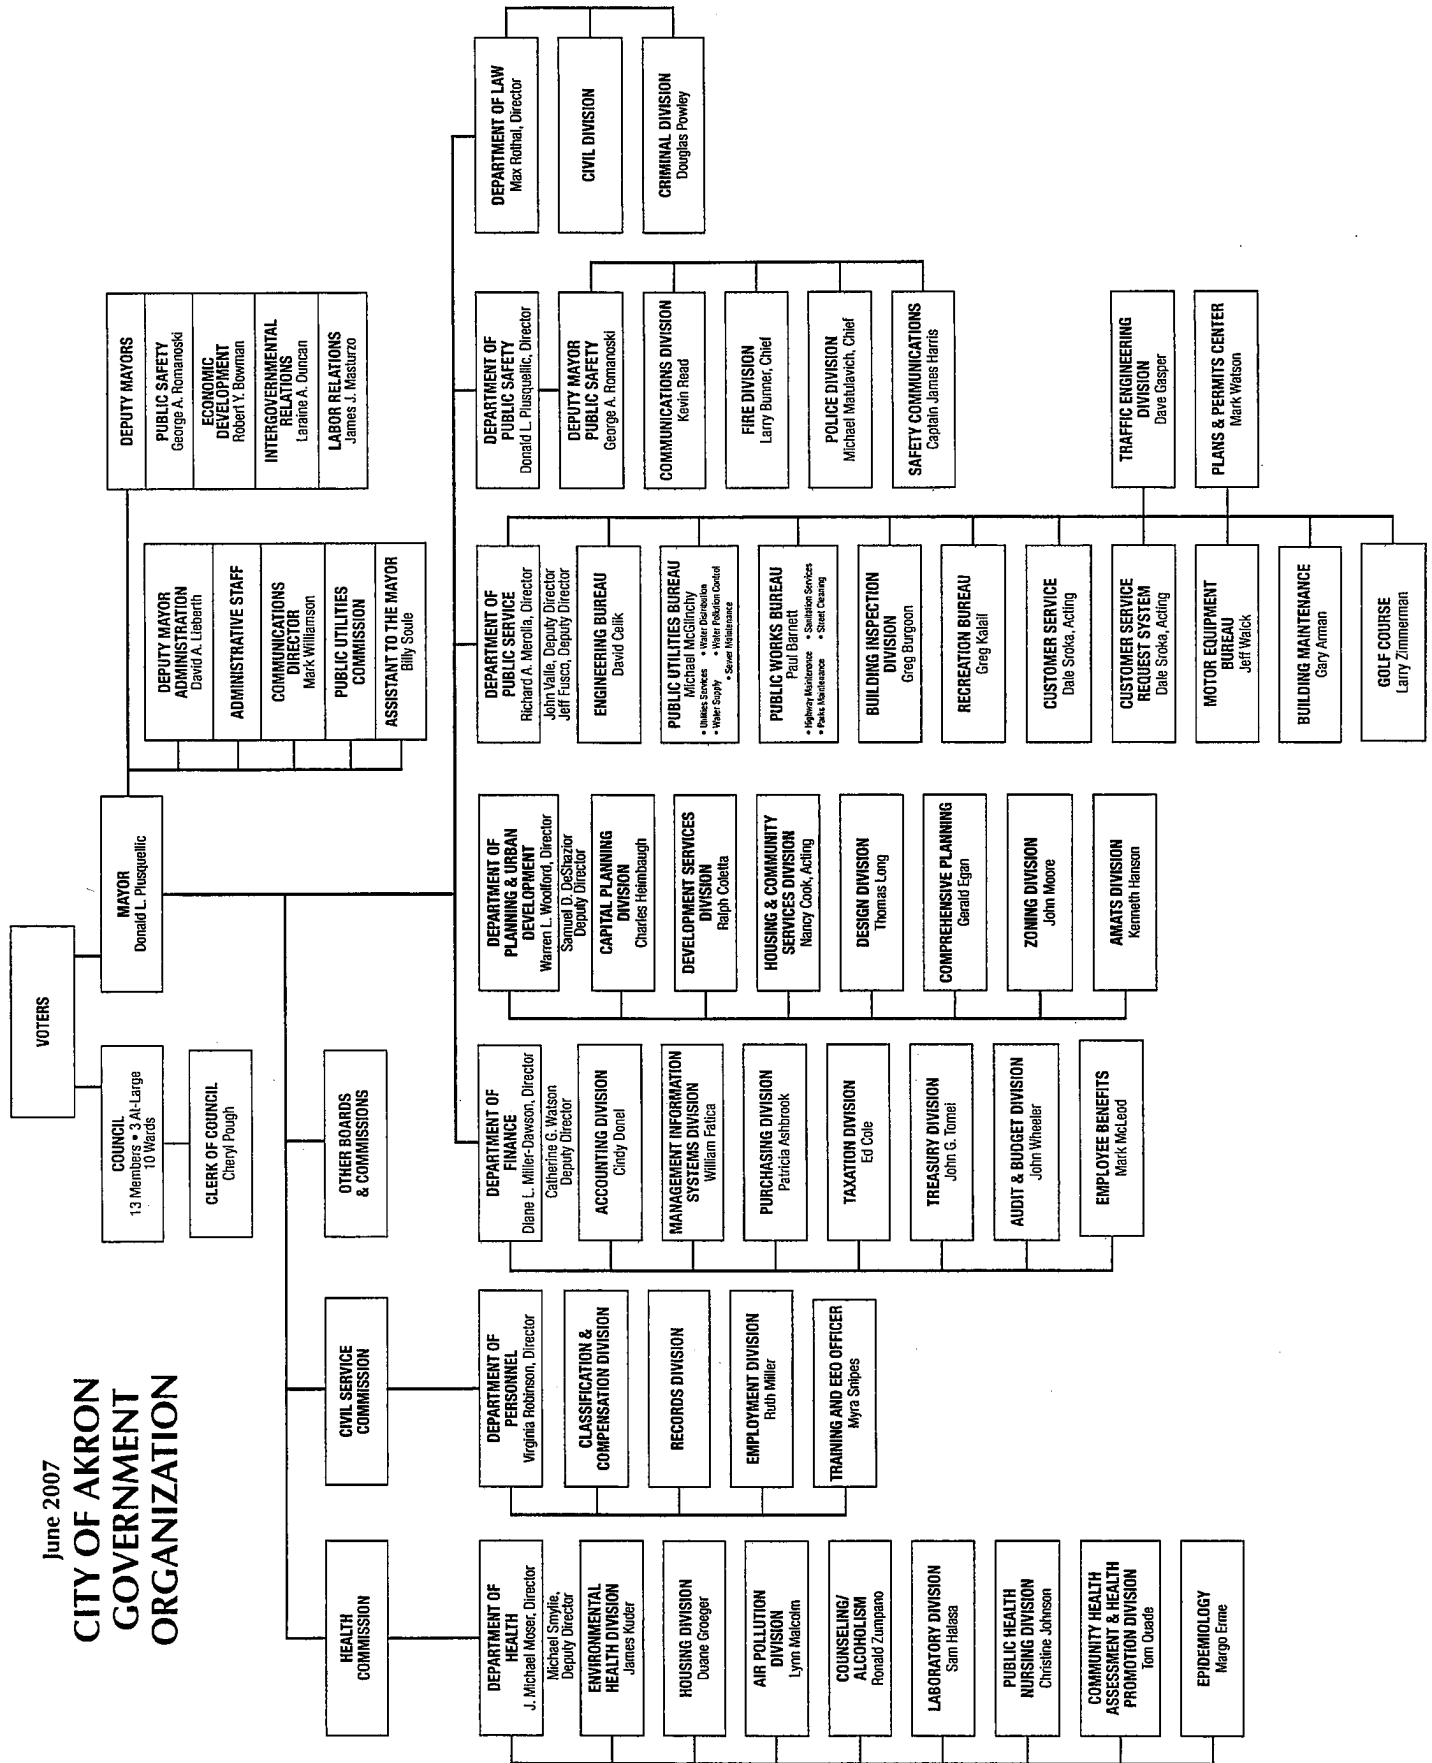 June 2007
CITY OF AKRON
GOVERNMENT
ORGANIZATION
VOTERS
COUNCIL
13 Members • 3 At-Large
10 Wards
CLERK OF COUNCIL
Cheryl Pough
MAYOR
Donald L. Plusquellic
DEPUTY MAYOR
ADMINISTRATION
David A. Lieberth
ADMINISTRATIVE STAFF
COMMUNICATIONS
DIRECTOR
Mark Williamson
PUBLIC UTILITIES
COMMISSION
ASSISTANT TO THE MAYOR
Billy Soule
DEPUTY MAYORS
PUBLIC SAFETY
George A. Romanoski
ECONOMIC
DEVELOPMENT
Robert Y. Bowman
INTERGOVERNMENTAL
RELATIONS
Laraine A. Duncan
LABOR RELATIONS
James J. Masturzo
HEALTH
COMMISSION
CIVIL SERVICE
COMMISSION
OTHER BOARDS
& COMMISSIONS
DEPARTMENT OF
HEALTH
J. Michael Moser, Director
Michael Smylie,
Deputy Director
ENVIRONMENTAL
HEALTH DIVISION
James Kuder
HOUSING DIVISION
Duane Groeger
AIR POLLUTION
DIVISION
Lynn Malcolm
COUNSELING/
ALCOHOLISM
Ronald Zumpano
LABORATORY DIVISION
Sam Halasa
PUBLIC HEALTH
NURSING DIVISION
Christine Johnson
COMMUNITY HEALTH
ASSESSMENT & HEALTH
PROMOTION DIVISION
Tom Quade
EPIDEMIOLOGY
Margo Erme
DEPARTMENT OF
PERSONNEL
Virginia Robinson, Director
CLASSIFICATION &
COMPENSATION DIVISION
RECORDS DIVISION
EMPLOYMENT DIVISION
Ruth Miller
TRAINING AND EEO OFFICER
Myra Snipes
DEPARTMENT OF
FINANCE
Diane L. Miller-Dawson, Director
Catherine G. Watson
Deputy Director
ACCOUNTING DIVISION
Cindy Donel
MANAGEMENT INFORMATION
SYSTEMS DIVISION
William Fatica
PURCHASING DIVISION
Patricia Ashbrook
TAXATION DIVISION
Ed Cole
TREASURY DIVISION
John G. Tomei
AUDIT & BUDGET DIVISION
John Wheeler
EMPLOYEE BENEFITS
Mark McLeod
DEPARTMENT OF
PLANNING & URBAN
DEVELOPMENT
Warren L. Woolford, Director
Samuel D. DeShazior
Deputy Director
CAPITAL PLANNING
DIVISION
Charles Heimbaugh
DEVELOPMENT SERVICES
DIVISION
Ralph Coletta
HOUSING & COMMUNITY
SERVICES DIVISION
Nancy Cook, Acting
DESIGN DIVISION
Thomas Long
COMPREHENSIVE PLANNING
Gerald Egan
ZONING DIVISION
John Moore
AMATS DIVISION
Kenneth Hanson
DEPARTMENT OF
PUBLIC SERVICE
Richard A. Merolla, Director
John Valle, Deputy Director
Jeff Fusco, Deputy Director
ENGINEERING BUREAU
David Celik
PUBLIC UTILITIES BUREAU
Michael McGlinchy
• Utilities Services • Water Distribution
• Water Supply • Water Pollution Control
• Sewer Maintenance
PUBLIC WORKS BUREAU
Paul Barnett
• Highway Maintenance • Sanitation Services
• Parks Maintenance • Street Cleaning
BUILDING INSPECTION
DIVISION
Greg Burgoon
RECREATION BUREAU
Greg Kalail
CUSTOMER SERVICE
Dale Sroka, Acting
CUSTOMER SERVICE
REQUEST SYSTEM
Dale Sroka, Acting
MOTOR EQUIPMENT
BUREAU
Jeff Walck
BUILDING MAINTENANCE
Gary Arman
GOLF COURSE
Larry Zimmerman
TRAFFIC ENGINEERING
DIVISION
Dave Gasper
PLANS & PERMITS CENTER
Mark Watson
DEPARTMENT OF
PUBLIC SAFETY
Donald L. Plusquellic, Director
DEPUTY MAYOR
PUBLIC SAFETY
George A. Romanoski
COMMUNICATIONS DIVISION
Kevin Read
FIRE DIVISION
Larry Bunner, Chief
POLICE DIVISION
Michael Matulavich, Chief
SAFETY COMMUNICATIONS
Captain James Harris
DEPARTMENT OF LAW
Max Rothal, Director
CIVIL DIVISION
CRIMINAL DIVISION
Douglas Powley